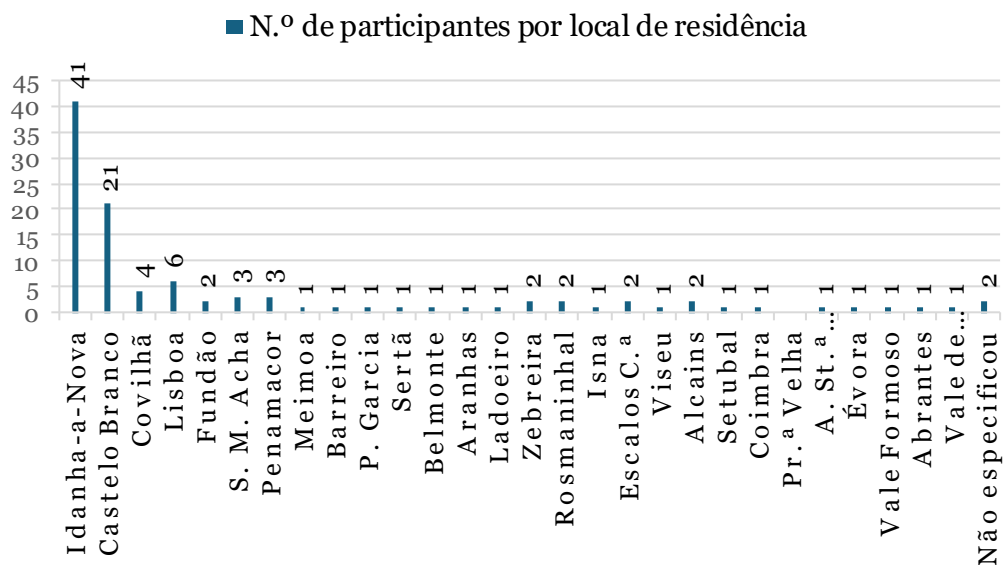 N.º de participantes por local de residência
45
40
35
30
25
20
15
10
5
0
41
21
4
6
2
3
3
1
1
1
1
1
1
1
2
2
1
2
1
2
1
1
1
1
1
1
1
2
Idanha-a-Nova
Castelo Branco
Covilhã
Lisboa
Fundão
S. M. Acha
Penamacor
Meimoa
Barreiro
P. Garcia
Sertã
Belmonte
Aranhas
Ladoeiro
Zebreira
Rosmaninhal
Isna
Escalos C.ª
Viseu
Alcains
Setubal
Coimbra
Pr.ª Velha
A. St.ª …
Évora
Vale Formoso
Abrantes
Vale de…
Não especificou